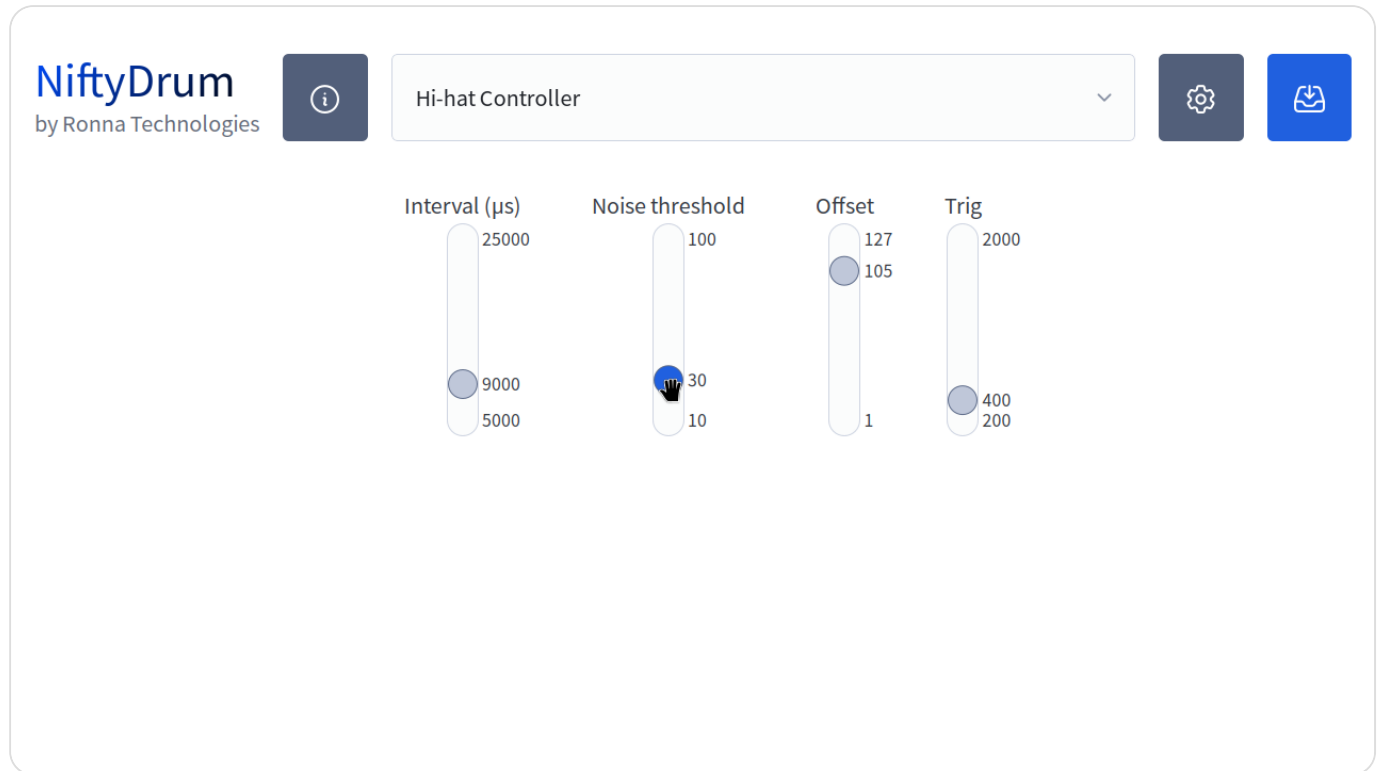 NiftyDrum
by Ronna Technologies
Hi-hat Controller
Interval (µs)
25000
9000
5000
Noise threshold
100
30
10
Offset
127
105
1
Trig
2000
400
200